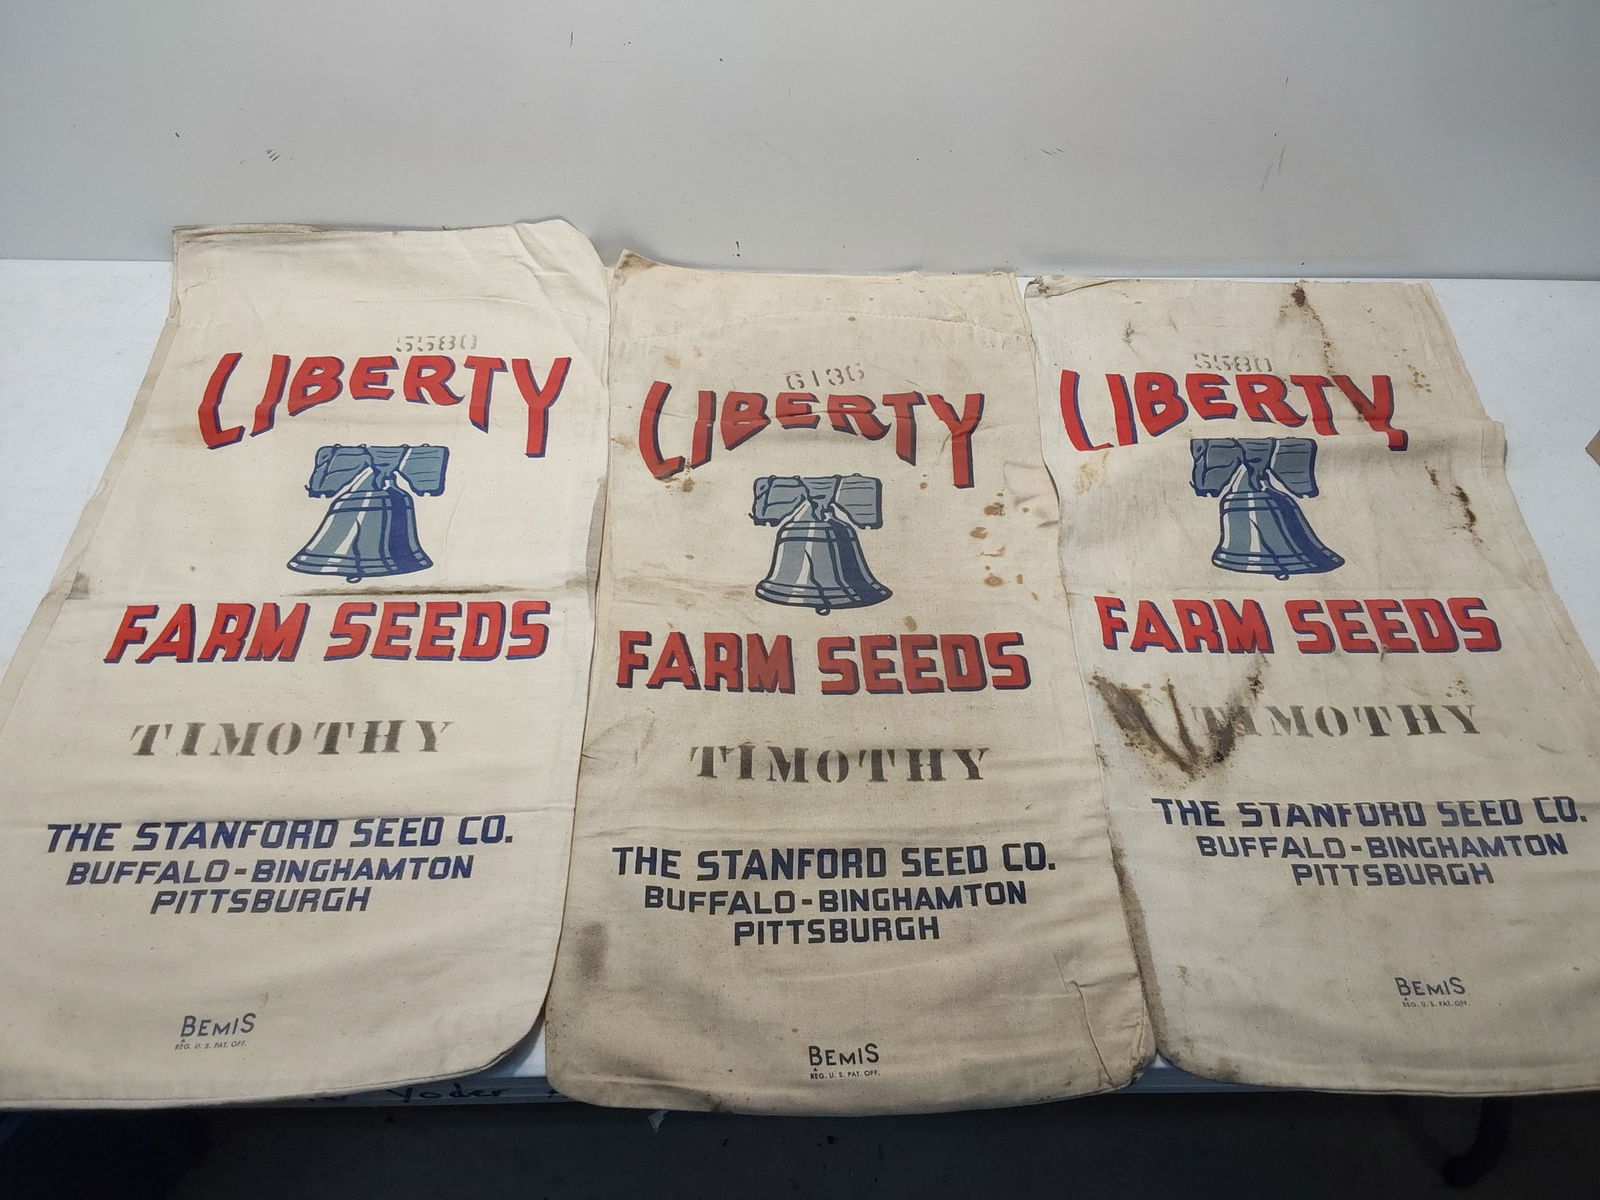 5580
LIBERTY
FARM SEEDS
TIMOTHY
THE STANFORD SEED CO.
BUFFALO-BINGHAMTON
PITTSBURGH
BEMIS
REG. U. S. PAT. OFF.
6136
LIBERTY
FARM SEEDS
TIMOTHY
THE STANFORD SEED CO.
BUFFALO-BINGHAMTON
PITTSBURGH
BEMIS
REG. U. S. PAT. OFF.
5580
LIBERTY
FARM SEEDS
TIMOTHY
THE STANFORD SEED CO.
BUFFALO-BINGHAMTON
PITTSBURGH
BEMIS
REG. U. S. PAT. OFF.
Yoder